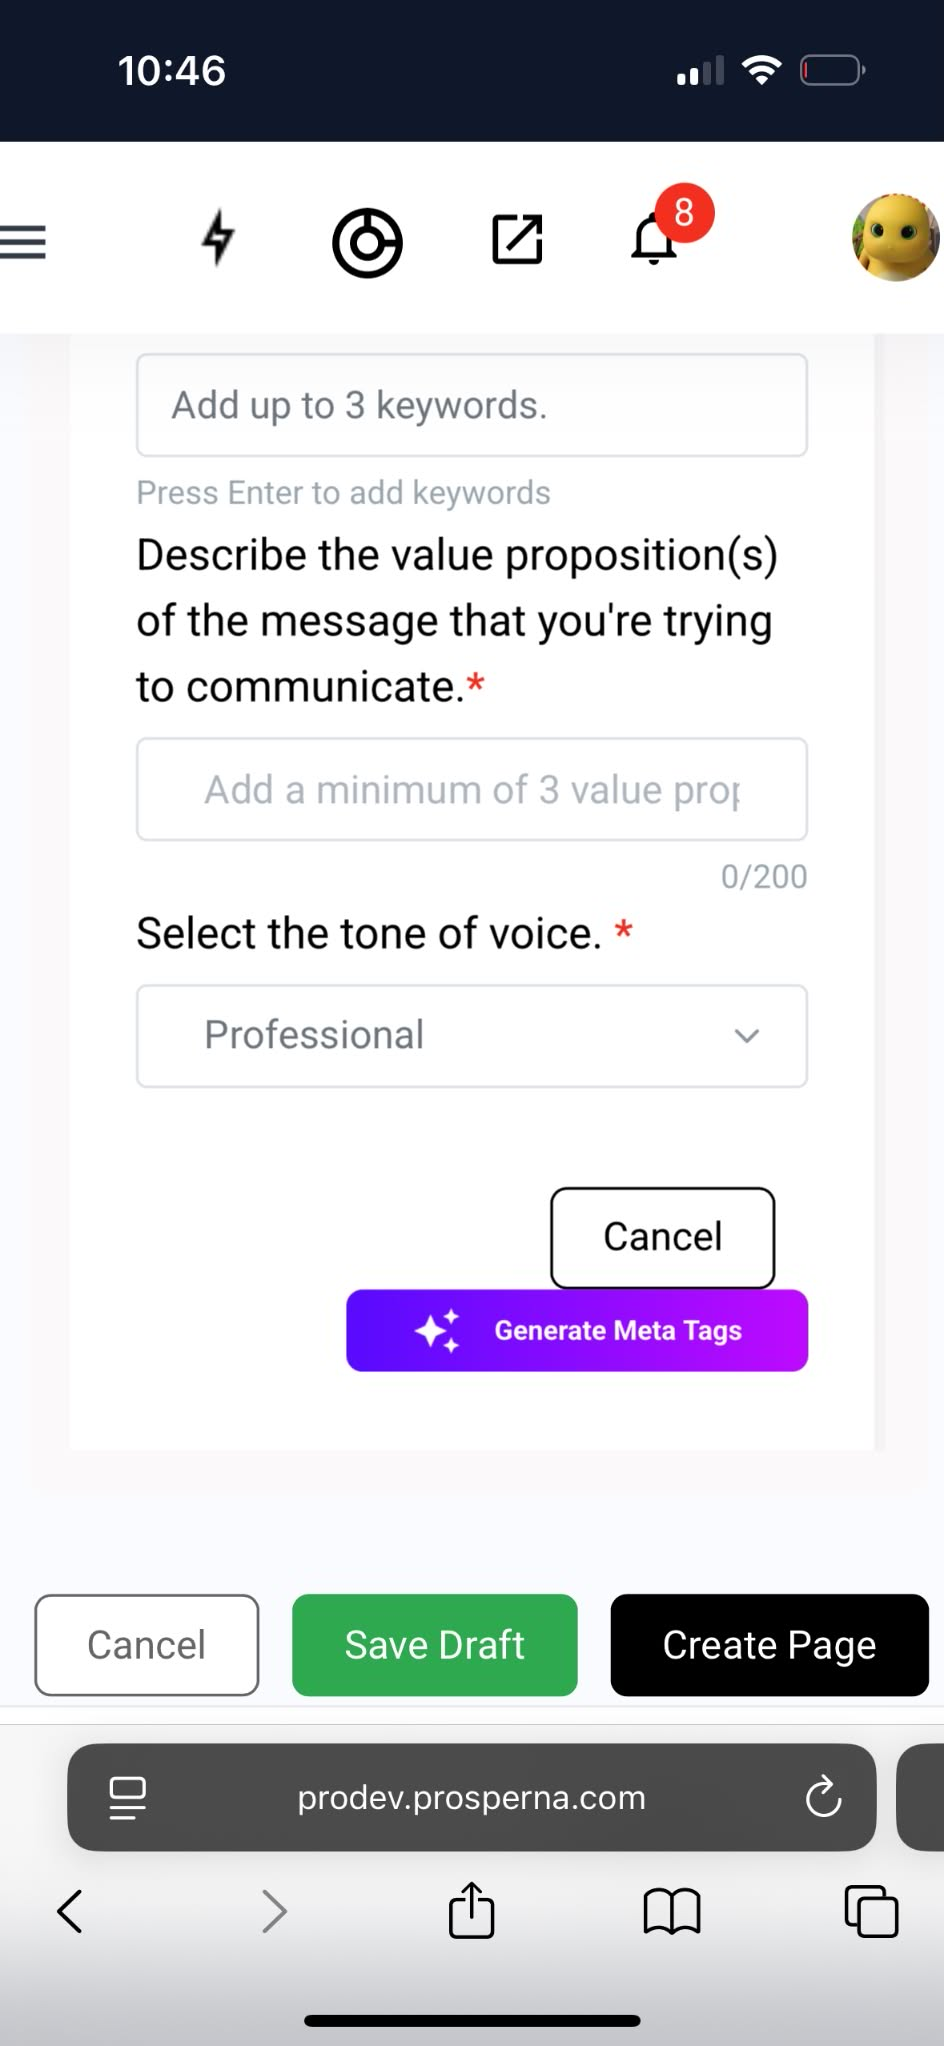 10:46
8
Add up to 3 keywords.
Press Enter to add keywords
Describe the value proposition(s)
of the message that you're trying
to communicate.*
Add a minimum of 3 value prop
0/200
Select the tone of voice. *
Professional
Cancel
Generate Meta Tags
Cancel
Save Draft
Create Page
prodev.prosperna.com